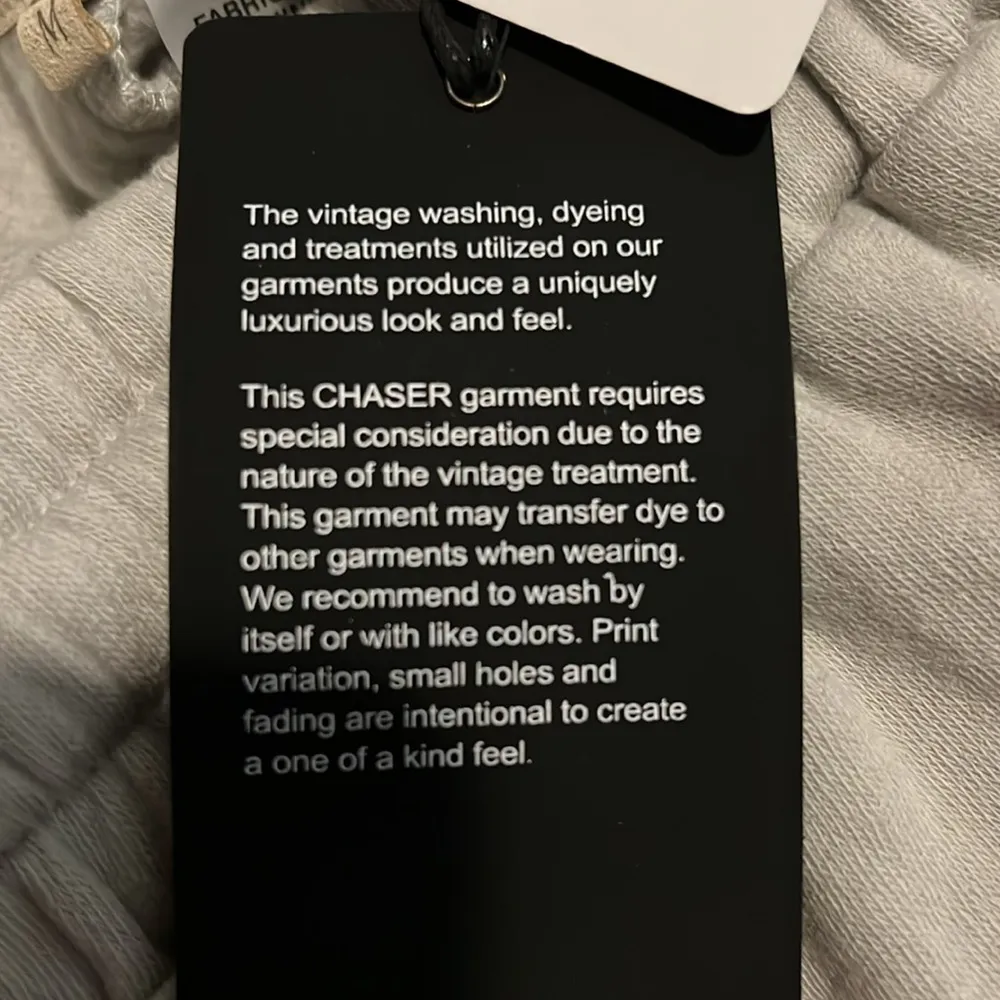 M
FABRIC
The vintage washing, dyeing
and treatments utilized on our
garments produce a uniquely
luxurious look and feel.
This CHASER garment requires
special consideration due to the
nature of the vintage treatment.
This garment may transfer dye to
other garments when wearing.
We recommend to wash by
itself or with like colors. Print
variation, small holes and
fading are intentional to create
a one of a kind feel.